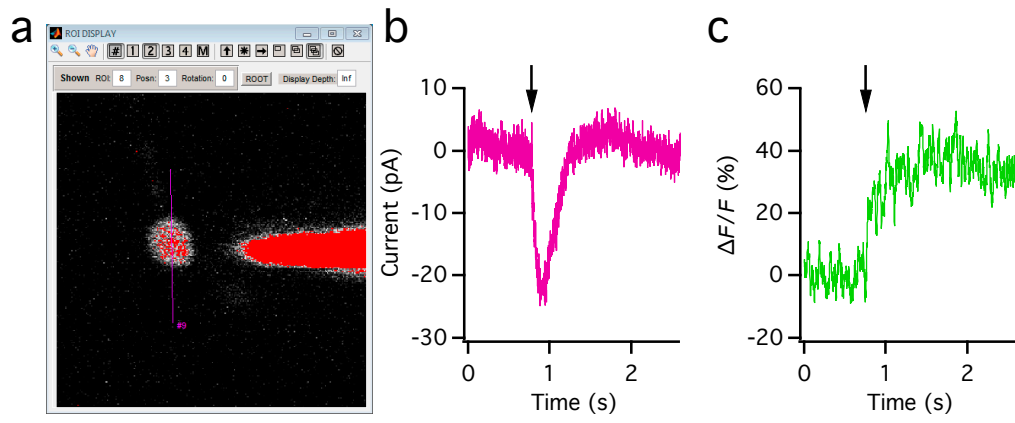 a
ROI DISPLAY
# 1 2 3 4 M
Shown ROI: 8 Posn: 3 Rotation: 0 ROOT Display Depth: Inf
#9
b
Current (pA)
10
0
-10
-20
-30
0 1 2
Time (s)
c
ΔF/F (%)
60
40
20
0
-20
0 1 2
Time (s)